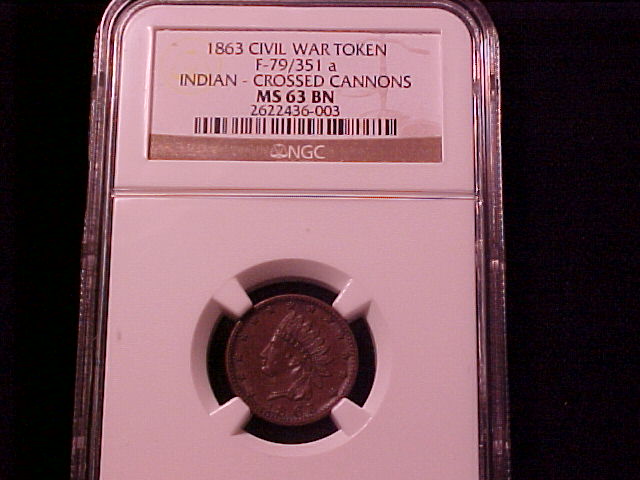 1863 CIVIL WAR TOKEN
F-79/351 a
INDIAN - CROSSED CANNONS
MS 63 BN
2622436-003
NGC